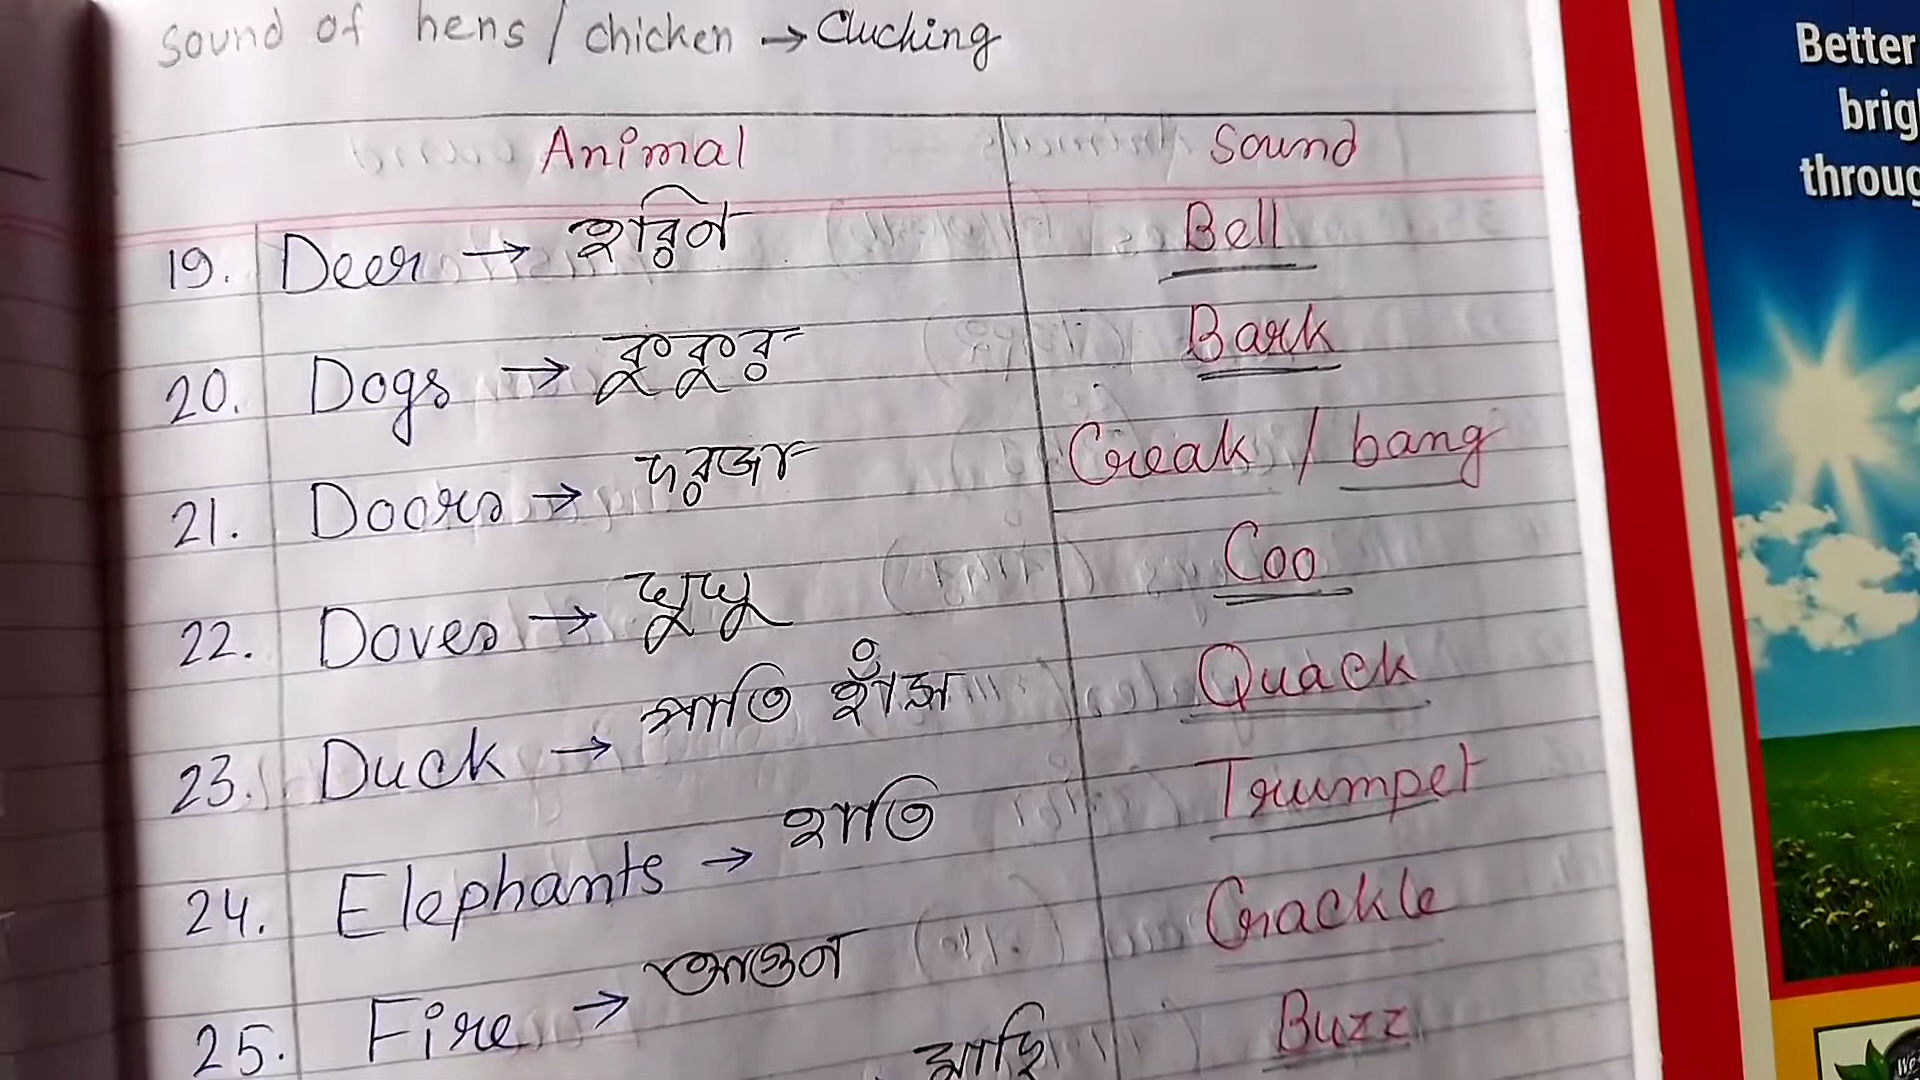 Sound of hens / chicken → Clucking
Animal Sound
19. Deer → হরিন Bell
20. Dogs → কুকুর Bark
21. Doors → দরজা Creak / bang
22. Doves → ঘুঘু Coo
23. Duck → পাতি হাঁস Quack
24. Elephants → হাতি Trumpet
25. Fire → আগুন Crackle
মাছি Buzz
Better
brig
throug